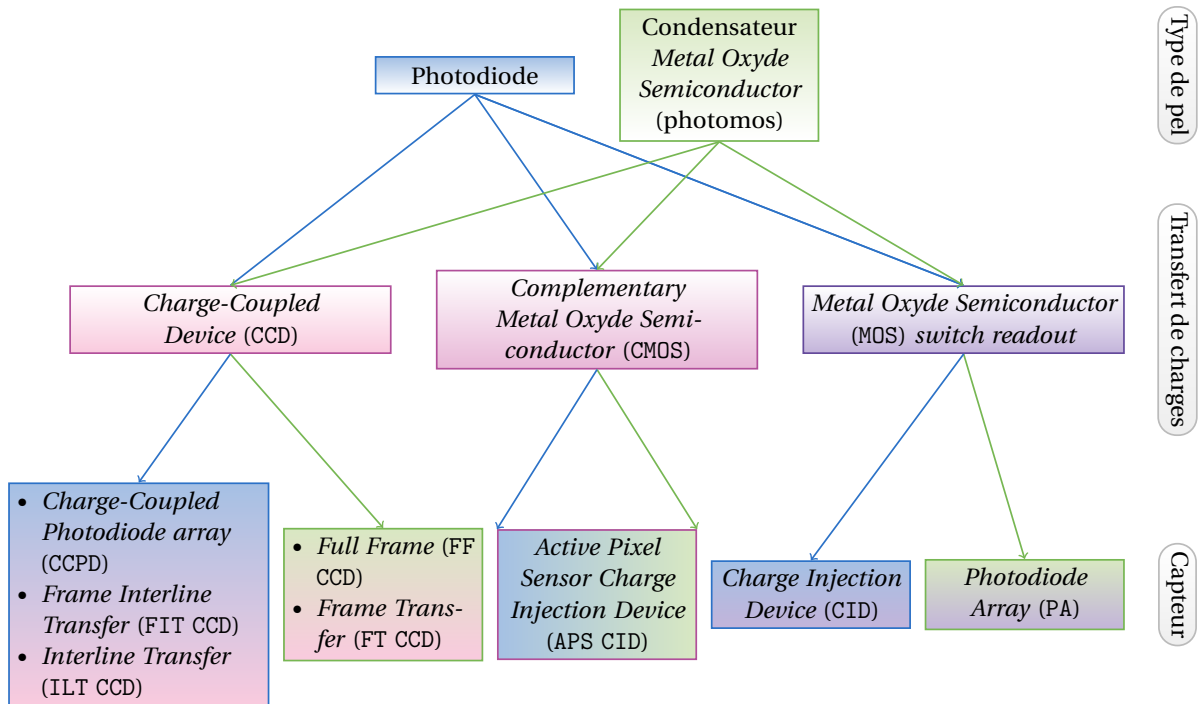 Condensateur
Metal Oxyde
Semiconductor
(photomos)
Photodiode
Type de pel
Charge-Coupled
Device (CCD)
Complementary
Metal Oxyde Semi-
conductor (CMOS)
Metal Oxyde Semiconductor
(MOS) switch readout
Transfert de charges
• Charge-Coupled
Photodiode array
(CCPD)
• Frame Interline
Transfer (FIT CCD)
• Interline Transfer
(ILT CCD)
• Full Frame (FF
CCD)
• Frame Trans-
fer (FT CCD)
Active Pixel
Sensor Charge
Injection Device
(APS CID)
Charge Injection
Device (CID)
Photodiode
Array (PA)
Capteur